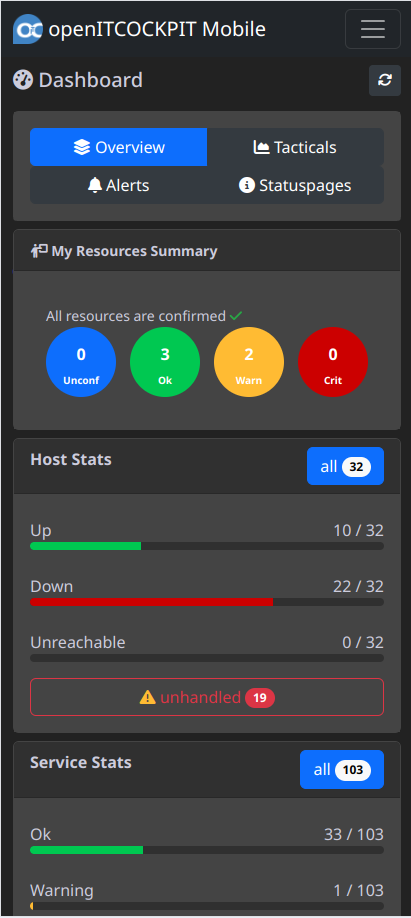 openITCOCKPIT Mobile
Dashboard
Overview
Tacticals
Alerts
Statuspages
My Resources Summary
All resources are confirmed
0
Unconf
3
Ok
2
Warn
0
Crit
Host Stats
all 32
Up 10 / 32
Down 22 / 32
Unreachable 0 / 32
unhandled 19
Service Stats
all 103
Ok 33 / 103
Warning 1 / 103